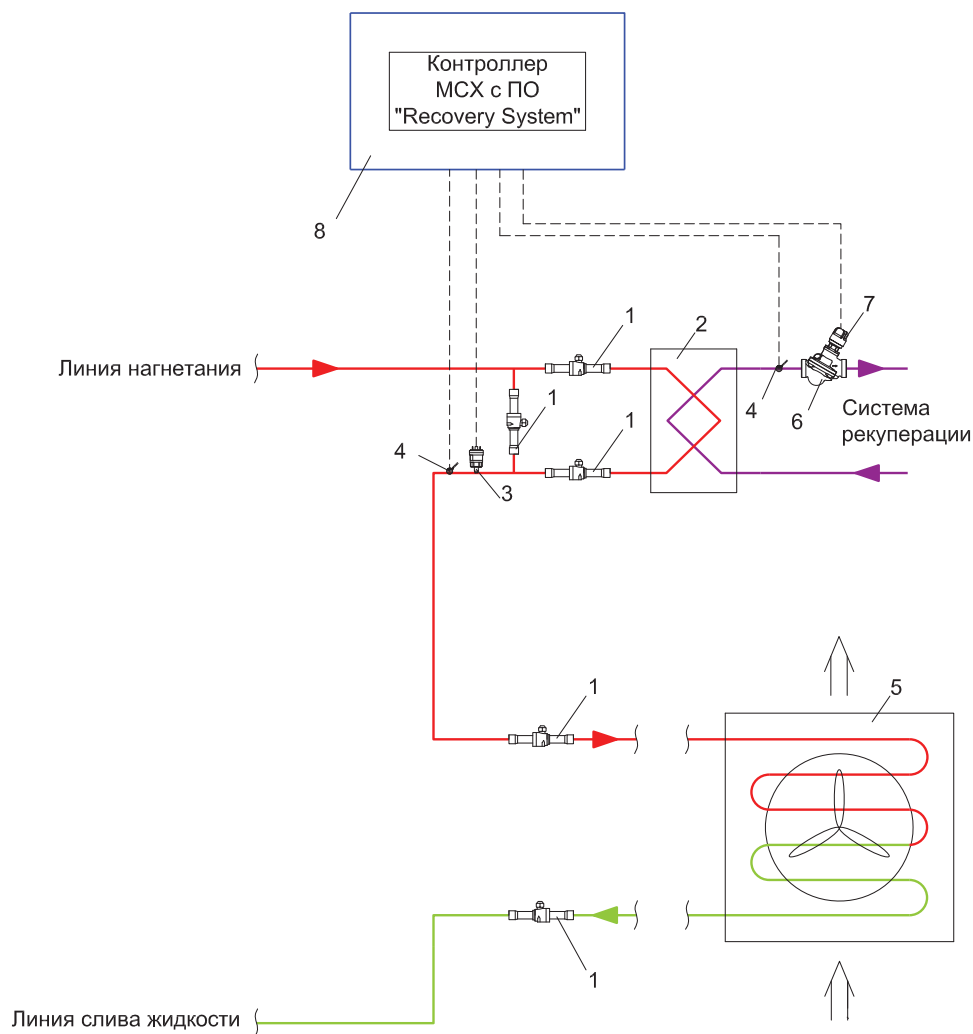 Контроллер
МСХ с ПО
"Recovery System"
8
7
1
2
Линия нагнетания
1
4
6
Система
рекуперации
1
4
3
1
5
1
Линия слива жидкости